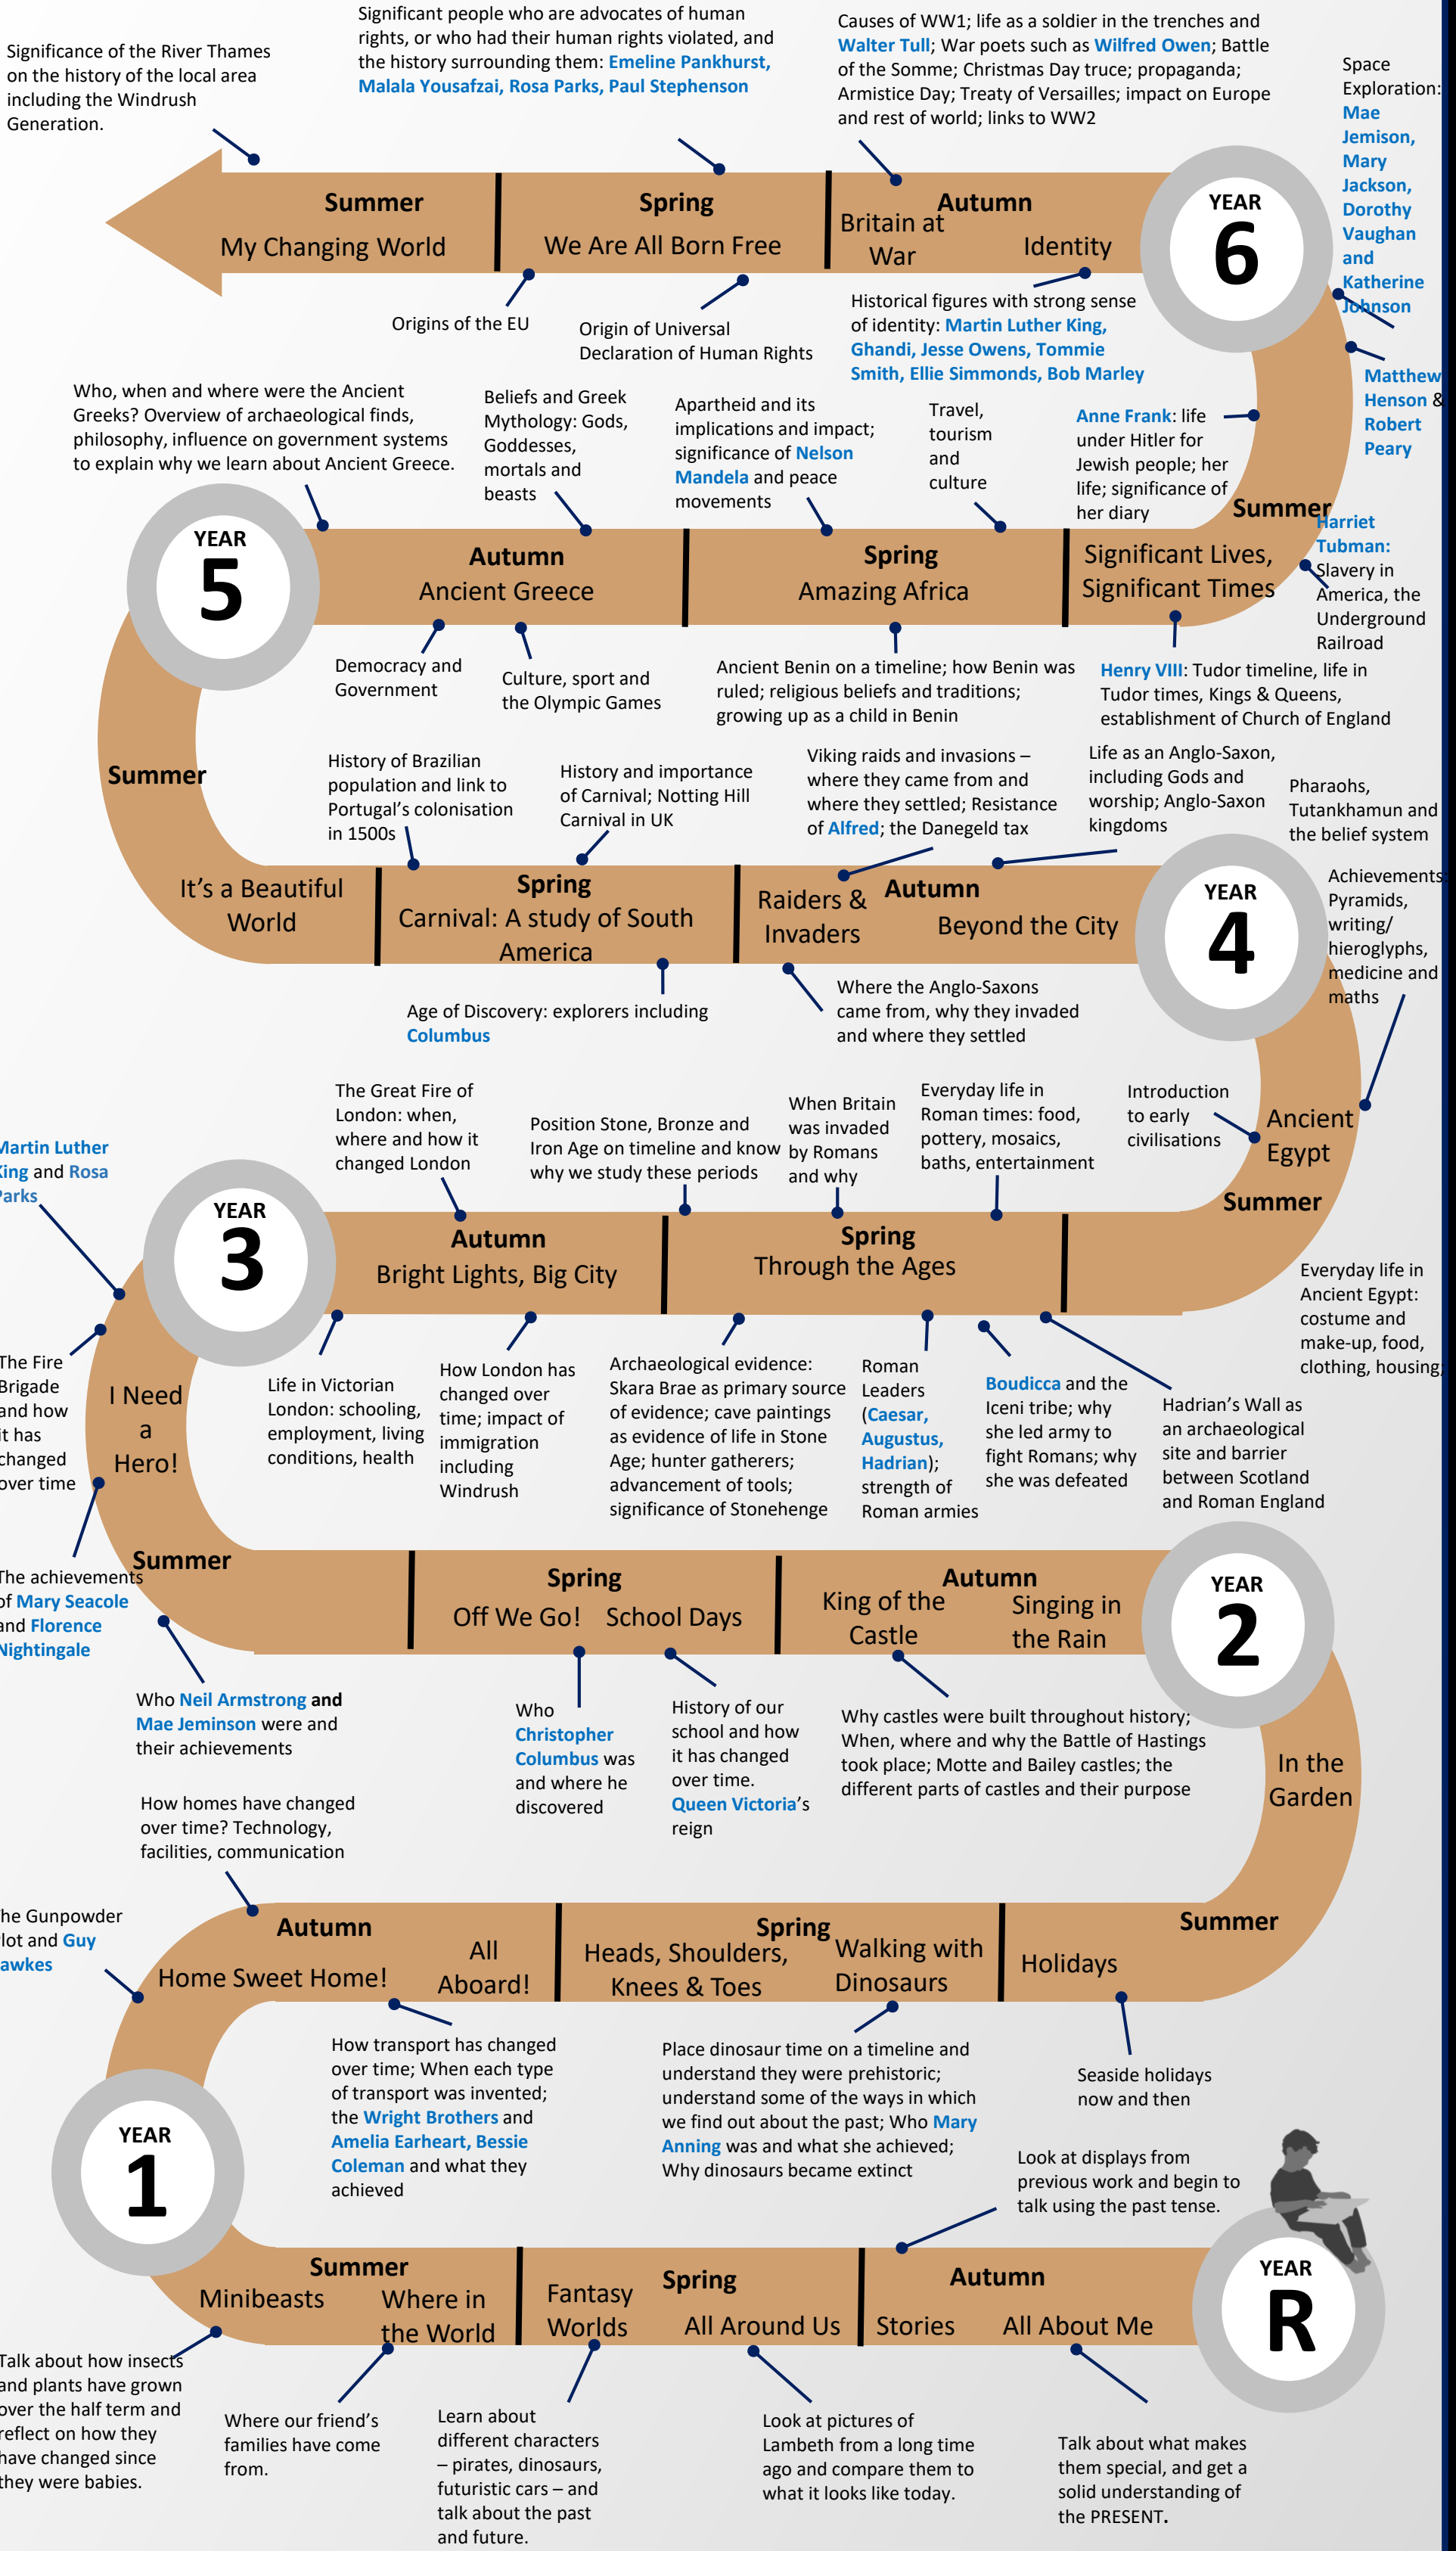 Significance of the River Thames
on the history of the local area
including the Windrush
Generation.
Significant people who are advocates of human
rights, or who had their human rights violated, and
the history surrounding them: Emeline Pankhurst,
Malala Yousafzai, Rosa Parks, Paul Stephenson
Causes of WW1; life as a soldier in the trenches and
Walter Tull; War poets such as Wilfred Owen; Battle
of the Somme; Christmas Day truce; propaganda;
Armistice Day; Treaty of Versailles; impact on Europe
and rest of world; links to WW2
Space
Exploration:
Mae
Jemison,
Mary
Jackson,
Dorothy
Vaughan
and
Katherine
Johnson
Summer
My Changing World
Spring
We Are All Born Free
Autumn
Britain at
War
Identity
YEAR
6
Origins of the EU
Origin of Universal
Declaration of Human Rights
Historical figures with strong sense
of identity: Martin Luther King,
Ghandi, Jesse Owens, Tommie
Smith, Ellie Simmonds, Bob Marley
Matthew
Henson &
Robert
Peary
Who, when and where were the Ancient
Greeks? Overview of archaeological finds,
philosophy, influence on government systems
to explain why we learn about Ancient Greece.
Beliefs and Greek
Mythology: Gods,
Goddesses,
mortals and
beasts
Apartheid and its
implications and impact;
significance of Nelson
Mandela and peace
movements
Travel,
tourism
and
culture
Anne Frank: life
under Hitler for
Jewish people; her
life; significance of
her diary
Summer
Harriet
Tubman:
Slavery in
America, the
Underground
Railroad
YEAR
5
Autumn
Ancient Greece
Spring
Amazing Africa
Significant Lives,
Significant Times
Democracy and
Government
Culture, sport and
the Olympic Games
Ancient Benin on a timeline; how Benin was
ruled; religious beliefs and traditions;
growing up as a child in Benin
Henry VIII: Tudor timeline, life in
Tudor times, Kings & Queens,
establishment of Church of England
Summer
History of Brazilian
population and link to
Portugal's colonisation
in 1500s
History and importance
of Carnival; Notting Hill
Carnival in UK
Viking raids and invasions –
where they came from and
where they settled; Resistance
of Alfred; the Danegeld tax
Life as an Anglo-Saxon,
including Gods and
worship; Anglo-Saxon
kingdoms
Pharaohs,
Tutankhamun and
the belief system
Achievements:
Pyramids,
writing/
hieroglyphs,
medicine and
maths
It's a Beautiful
World
Spring
Carnival: A study of South
America
Raiders &
Invaders
Autumn
Beyond the City
YEAR
4
Age of Discovery: explorers including
Columbus
Where the Anglo-Saxons
came from, why they invaded
and where they settled
The Great Fire of
London: when,
where and how it
changed London
Position Stone, Bronze and
Iron Age on timeline and know
why we study these periods
When Britain
was invaded
by Romans
and why
Everyday life in
Roman times: food,
pottery, mosaics,
baths, entertainment
Introduction
to early
civilisations
Ancient
Egypt
Summer
Martin Luther
King and Rosa
Parks
YEAR
3
Autumn
Bright Lights, Big City
Spring
Through the Ages
Everyday life in
Ancient Egypt:
costume and
make-up, food,
clothing, housing,
The Fire
Brigade
and how
it has
changed
over time
I Need
a
Hero!
Life in Victorian
London: schooling,
employment, living
conditions, health
How London has
changed over
time; impact of
immigration
including
Windrush
Archaeological evidence:
Skara Brae as primary source
of evidence; cave paintings
as evidence of life in Stone
Age; hunter gatherers;
advancement of tools;
significance of Stonehenge
Roman
Leaders
(Caesar,
Augustus,
Hadrian);
strength of
Roman armies
Boudicca and the
Iceni tribe; why
she led army to
fight Romans; why
she was defeated
Hadrian's Wall as
an archaeological
site and barrier
between Scotland
and Roman England
The achievements
of Mary Seacole
and Florence
Nightingale
Summer
Spring
Off We Go!
School Days
Autumn
King of the
Castle
Singing in
the Rain
YEAR
2
Who Neil Armstrong and
Mae Jeminson were and
their achievements
Who
Christopher
Columbus was
and where he
discovered
History of our
school and how
it has changed
over time.
Queen Victoria's
reign
Why castles were built throughout history;
When, where and why the Battle of Hastings
took place; Motte and Bailey castles; the
different parts of castles and their purpose
In the
Garden
How homes have changed
over time? Technology,
facilities, communication
The Gunpowder
Plot and Guy
Fawkes
Autumn
Home Sweet Home!
All
Aboard!
Spring
Heads, Shoulders,
Knees & Toes
Walking with
Dinosaurs
Summer
Holidays
How transport has changed
over time; When each type
of transport was invented;
the Wright Brothers and
Amelia Earheart, Bessie
Coleman and what they
achieved
Place dinosaur time on a timeline and
understand they were prehistoric;
understand some of the ways in which
we find out about the past; Who Mary
Anning was and what she achieved;
Why dinosaurs became extinct
Seaside holidays
now and then
YEAR
1
Look at displays from
previous work and begin to
talk using the past tense.
Summer
Minibeasts
Where in
the World
Fantasy
Worlds
Spring
All Around Us
Autumn
Stories
All About Me
YEAR
R
Talk about how insects
and plants have grown
over the half term and
reflect on how they
have changed since
they were babies.
Where our friend's
families have come
from.
Learn about
different characters
– pirates, dinosaurs,
futuristic cars – and
talk about the past
and future.
Look at pictures of
Lambeth from a long time
ago and compare them to
what it looks like today.
Talk about what makes
them special, and get a
solid understanding of
the PRESENT.